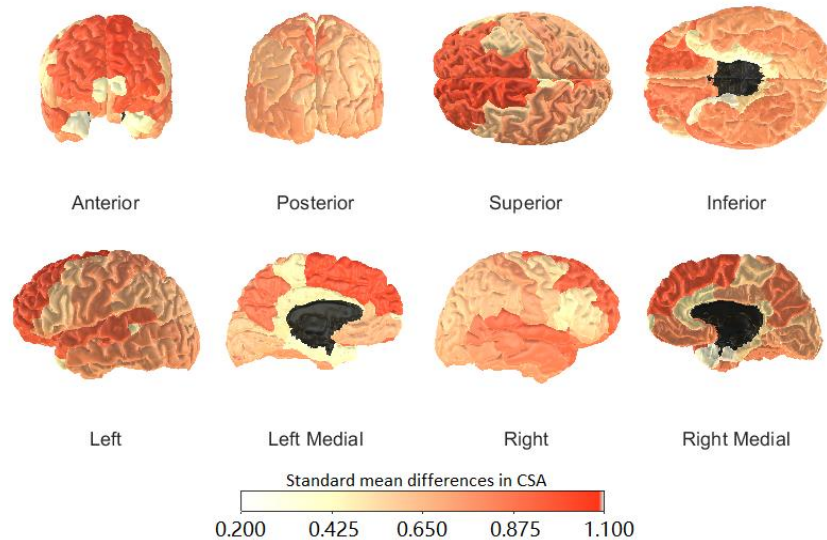 Anterior Posterior Superior Inferior
Left Left Medial Right Right Medial
Standard mean differences in CSA
0.200 0.425 0.650 0.875 1.100